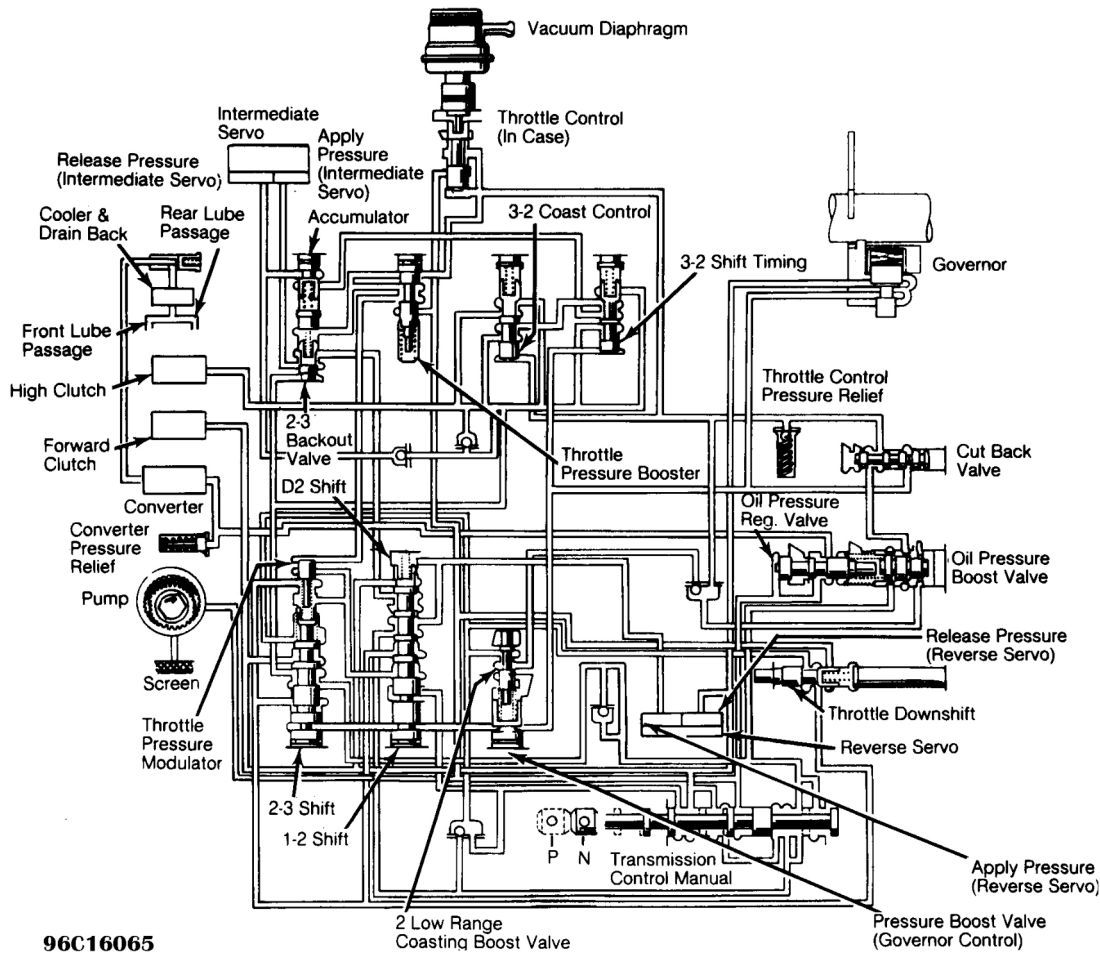 Vacuum Diaphragm
Throttle Control
(In Case)
Intermediate
Servo
Apply
Pressure
(Intermediate
Servo)
Release Pressure
(Intermediate Servo)
Cooler &
Drain Back
Rear Lube
Passage
Accumulator
3-2 Coast Control
3-2 Shift Timing
Governor
Front Lube
Passage
High Clutch
Throttle Control
Pressure Relief
2-3
Backout
Valve
Forward
Clutch
Throttle
Pressure Booster
Cut Back
Valve
D2 Shift
Converter
Oil Pressure
Reg. Valve
Converter
Pressure
Relief
Oil Pressure
Boost Valve
Pump
Release Pressure
(Reverse Servo)
Screen
Throttle Downshift
Throttle
Pressure
Modulator
Reverse Servo
2-3 Shift
1-2 Shift
P N
Transmission
Control Manual
Apply Pressure
(Reverse Servo)
2 Low Range
Coasting Boost Valve
Pressure Boost Valve
(Governor Control)
96C16065